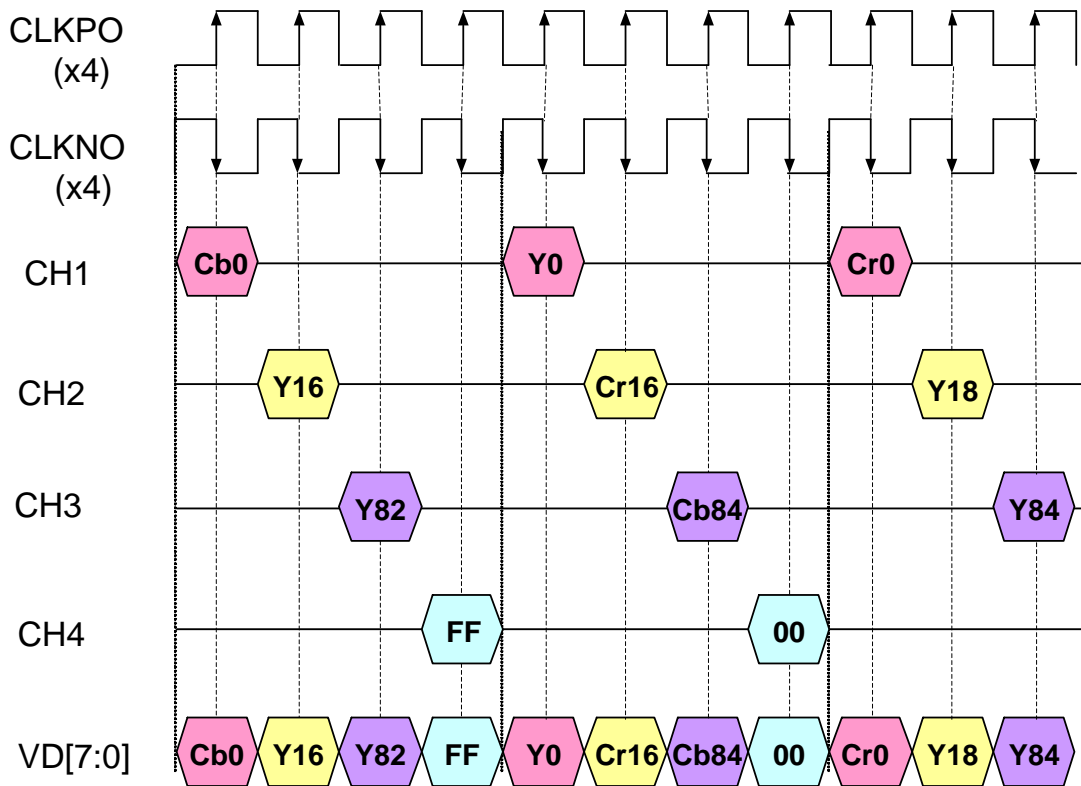 CLKPO
(x4)
CLKNO
(x4)
CH1 Cb0 Y0 Cr0
CH2 Y16 Cr16 Y18
CH3 Y82 Cb84 Y84
CH4 FF 00
VD[7:0] Cb0 Y16 Y82 FF Y0 Cr16 Cb84 00 Cr0 Y18 Y84